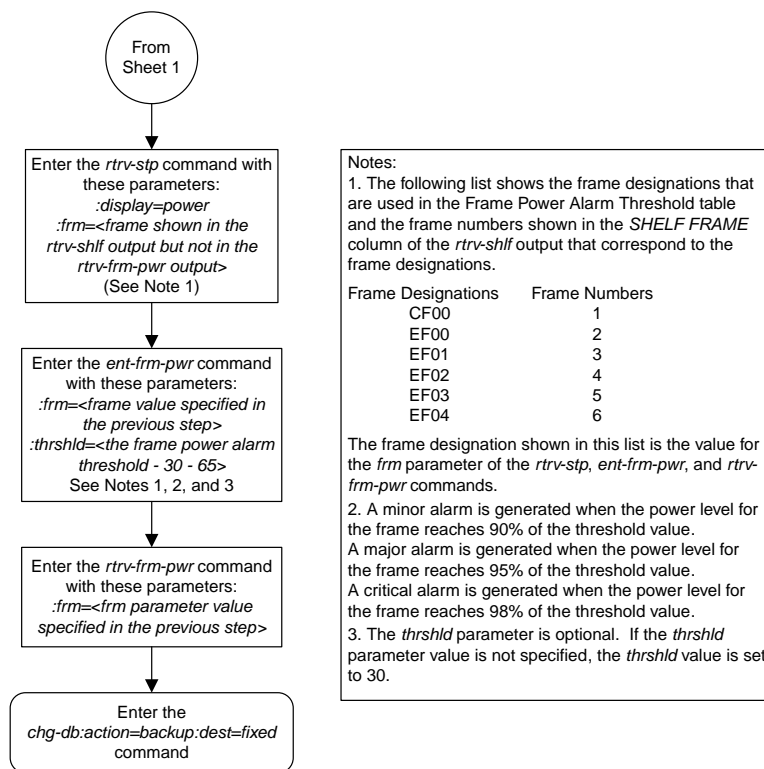 From
Sheet 1
Enter the rtrv-stp command with
these parameters:
:display=power
:frm=<frame shown in the
rtrv-shlf output but not in the
rtrv-frm-pwr output>
(See Note 1)
Enter the ent-frm-pwr command
with these parameters:
:frm=<frame value specified in
the previous step>
:thrshld=<the frame power alarm
threshold - 30 - 65>
See Notes 1, 2, and 3
Enter the rtrv-frm-pwr command
with these parameters:
:frm=<frm parameter value
specified in the previous step>
Enter the
chg-db:action=backup:dest=fixed
command
Notes:
1. The following list shows the frame designations that
are used in the Frame Power Alarm Threshold table
and the frame numbers shown in the SHELF FRAME
column of the rtrv-shlf output that correspond to the
frame designations.
Frame Designations Frame Numbers
CF00 1
EF00 2
EF01 3
EF02 4
EF03 5
EF04 6
The frame designation shown in this list is the value for
the frm parameter of the rtrv-stp, ent-frm-pwr, and rtrv-
frm-pwr commands.
2. A minor alarm is generated when the power level for
the frame reaches 90% of the threshold value.
A major alarm is generated when the power level for
the frame reaches 95% of the threshold value.
A critical alarm is generated when the power level for
the frame reaches 98% of the threshold value.
3. The thrshld parameter is optional. If the thrshld
parameter value is not specified, the thrshld value is set
to 30.